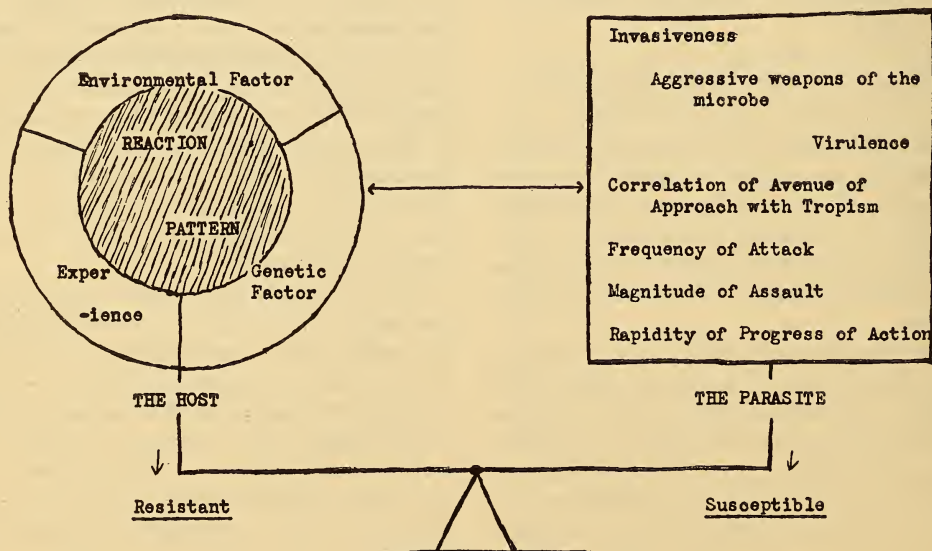 Environmental Factor
REACTION
PATTERN
Exper
-ience
Genetic
Factor
Invasiveness
Aggressive weapons of the
microbe
Virulence
Correlation of Avenue of
Approach with Tropism
Frequency of Attack
Magnitude of Assault
Rapidity of Progress of Action
THE HOST
THE PARASITE
Resistant
Susceptible